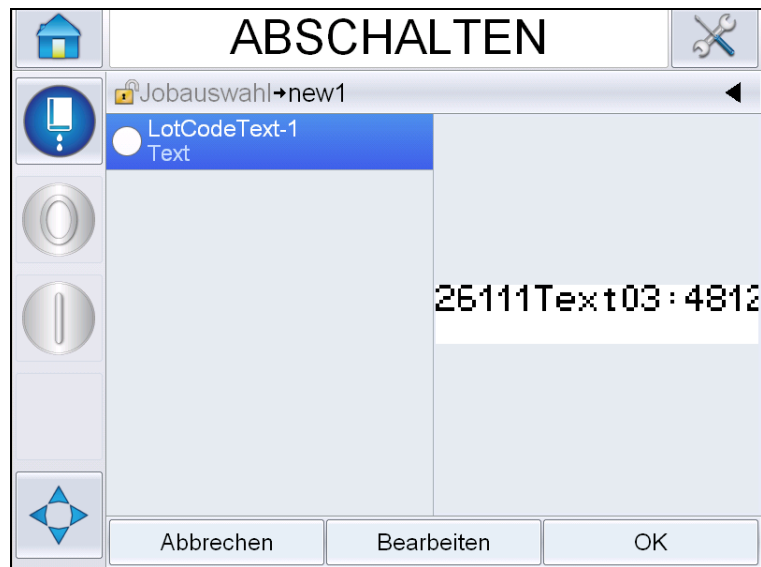 ABSCHALTEN
Jobauswahl→new1
LotCodeText-1
Text
26111Text03:4812
Abbrechen
Bearbeiten
OK